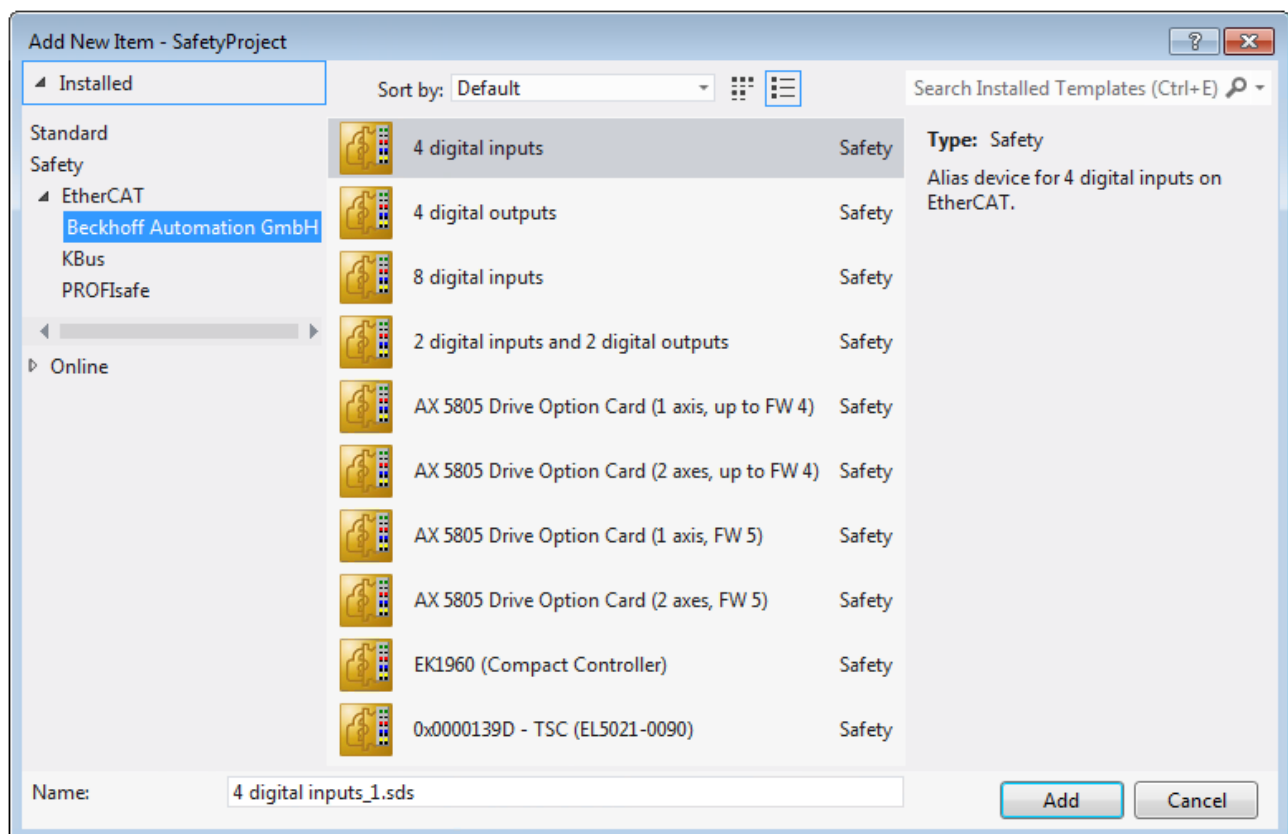 Add New Item - SafetyProject
Installed
Sort by: Default
Search Installed Templates (Ctrl+E)
Standard
Safety
EtherCAT
Beckhoff Automation GmbH
KBus
PROFIsafe
Online
4 digital inputs Safety
4 digital outputs Safety
8 digital inputs Safety
2 digital inputs and 2 digital outputs Safety
AX 5805 Drive Option Card (1 axis, up to FW 4) Safety
AX 5805 Drive Option Card (2 axes, up to FW 4) Safety
AX 5805 Drive Option Card (1 axis, FW 5) Safety
AX 5805 Drive Option Card (2 axes, FW 5) Safety
EK1960 (Compact Controller) Safety
0x0000139D - TSC (EL5021-0090) Safety
Type: Safety
Alias device for 4 digital inputs on
EtherCAT.
Name: 4 digital inputs_1.sds
Add Cancel